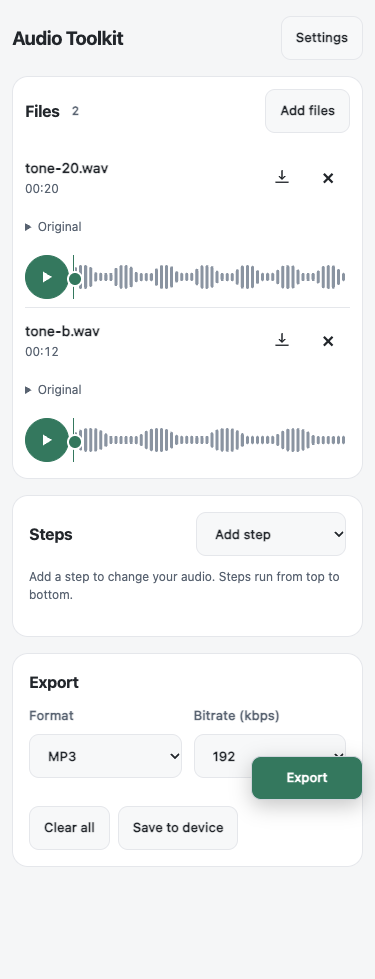 Audio Toolkit
Settings
Files 2
Add files
tone-20.wav
00:20
Original
tone-b.wav
00:12
Original
Steps
Add step
Add a step to change your audio. Steps run from top to
bottom.
Export
Format
Bitrate (kbps)
MP3
192
Export
Clear all
Save to device